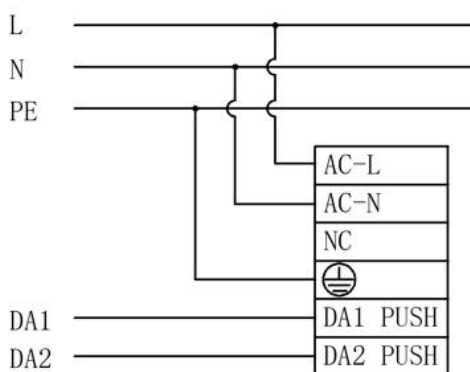 L
N
PE
AC-L
AC-N
NC
DA1
DA1 PUSH
DA2
DA2 PUSH